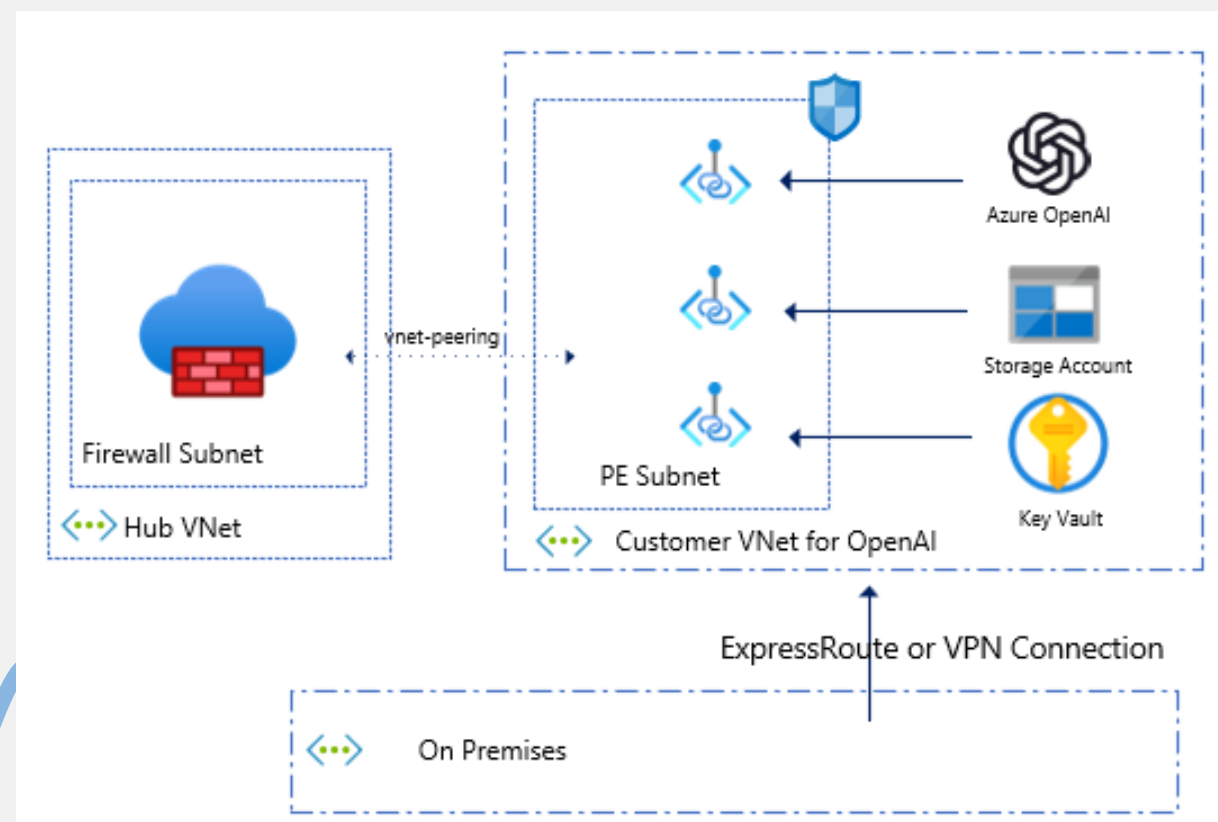 Azure OpenAI
vnet-peering
Storage Account
Firewall Subnet
PE Subnet
Key Vault
Hub VNet
Customer VNet for OpenAI
ExpressRoute or VPN Connection
On Premises